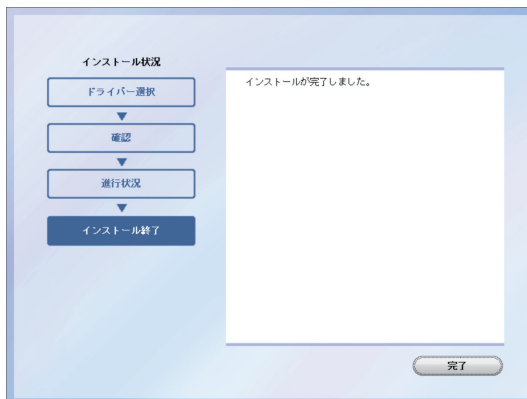 インストール状況
ドライバー選択
確認
進行状況
インストール終了
インストールが完了しました。
完了